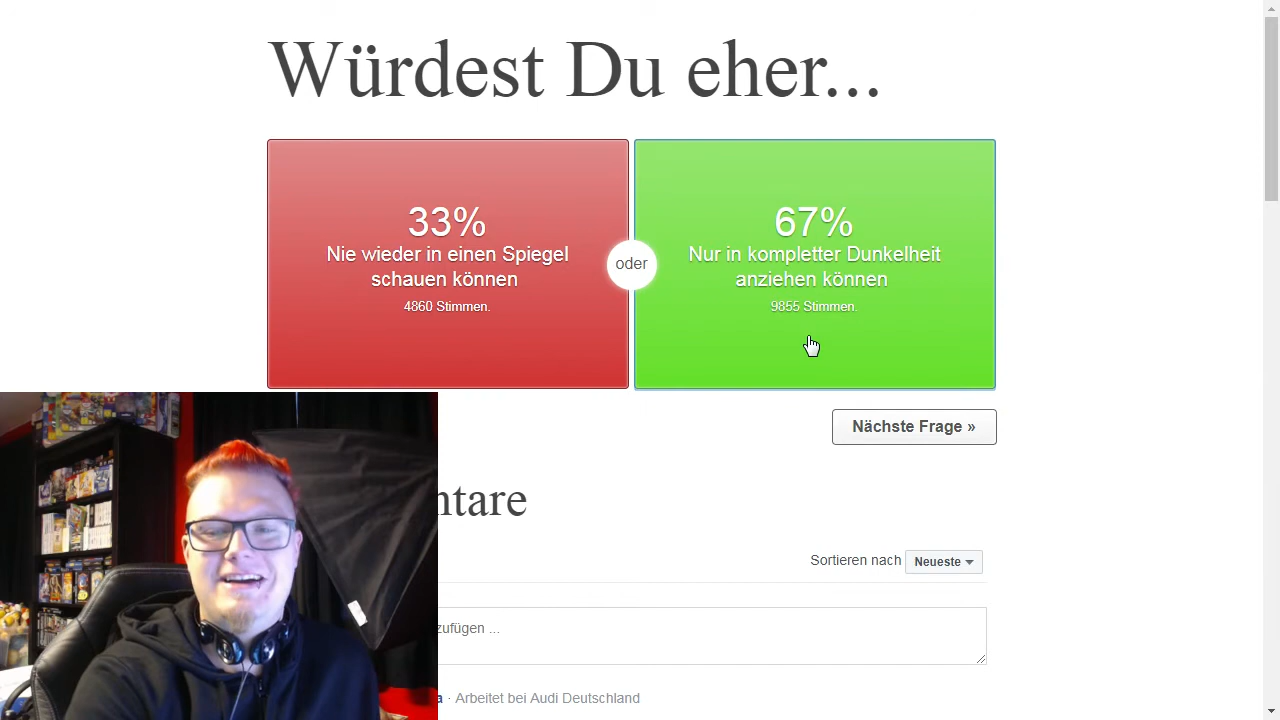 Würdest Du eher...
33%
Nie wieder in einen Spiegel
schauen können
4860 Stimmen.
oder
67%
Nur in kompletter Dunkelheit
anziehen können
9855 Stimmen.
Nächste Frage »
ntare
Sortieren nach Neueste
zufügen ...
a · Arbeitet bei Audi Deutschland